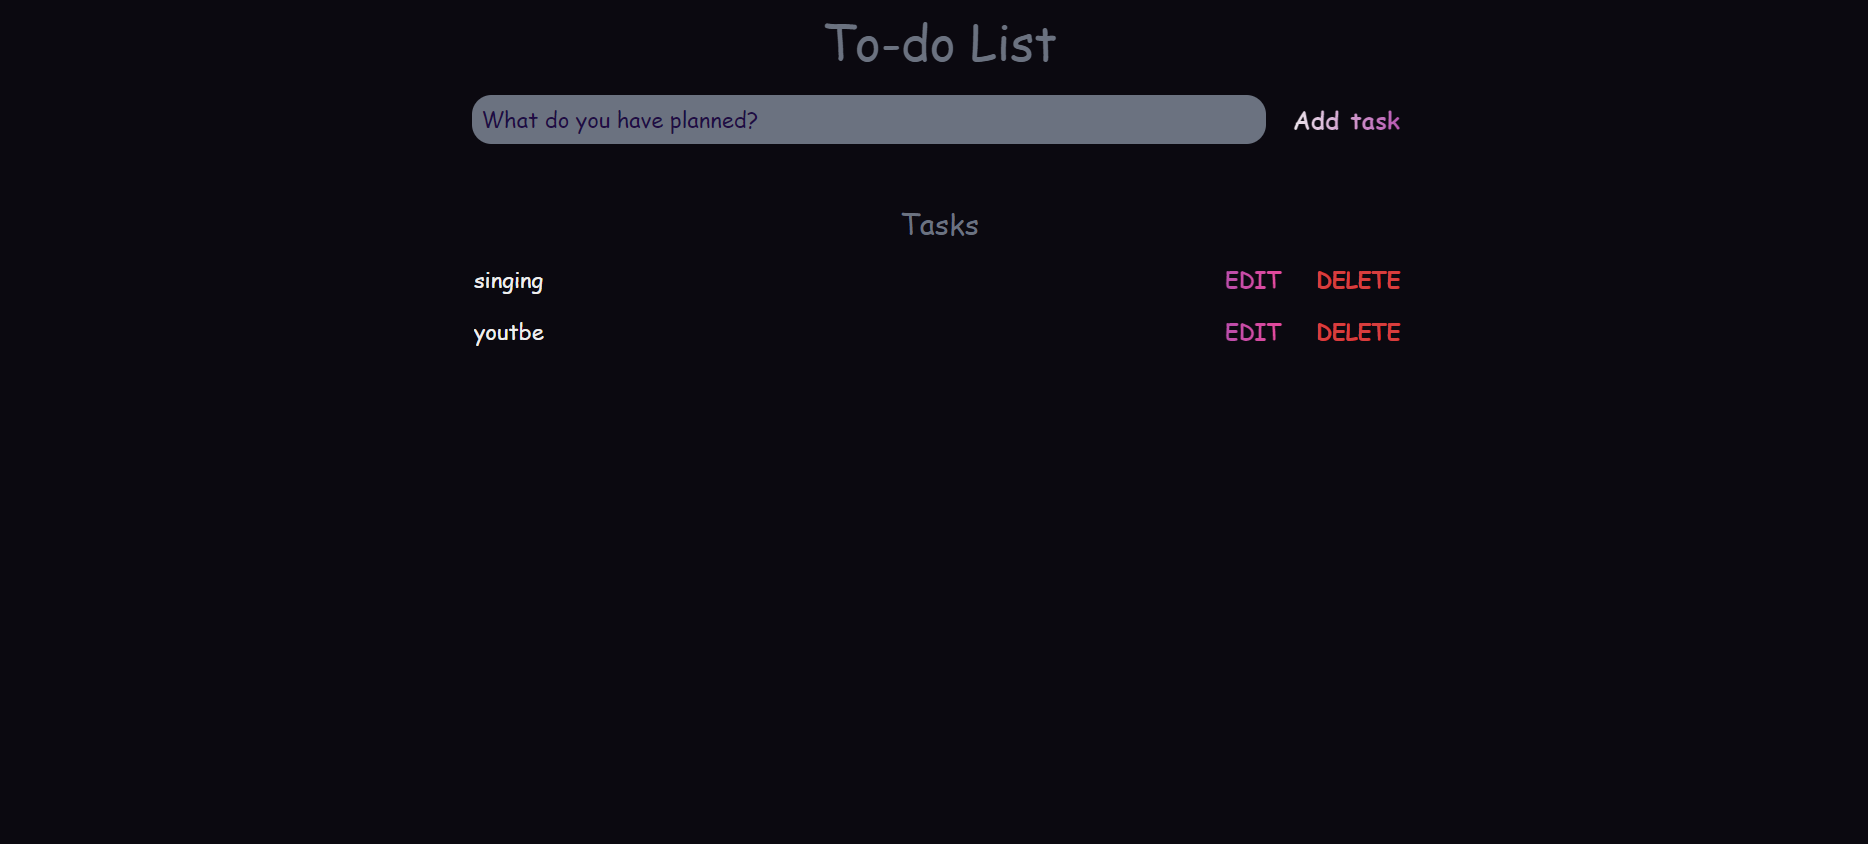 To-do List
What do you have planned? Add task
Tasks
singing EDIT DELETE
youtbe EDIT DELETE